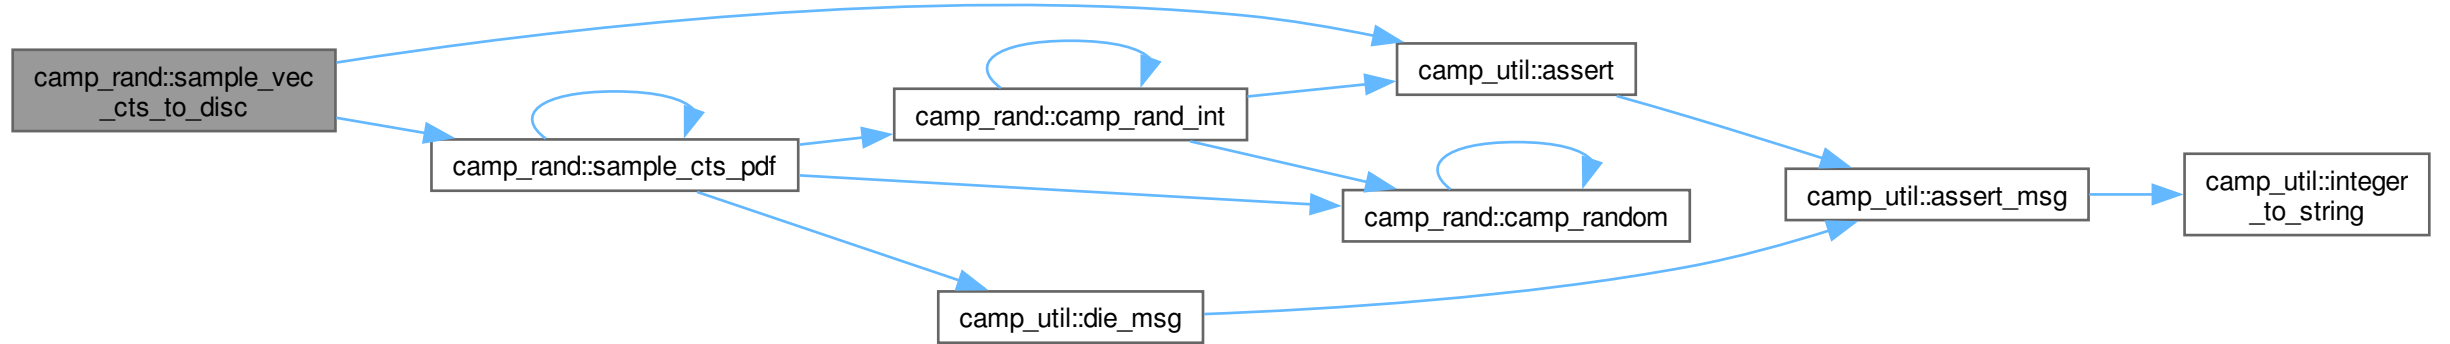 camp_rand::sample_vec
_cts_to_disc
camp_rand::sample_cts_pdf
camp_rand::camp_rand_int
camp_util::assert
camp_rand::camp_random
camp_util::die_msg
camp_util::assert_msg
camp_util::integer
_to_string